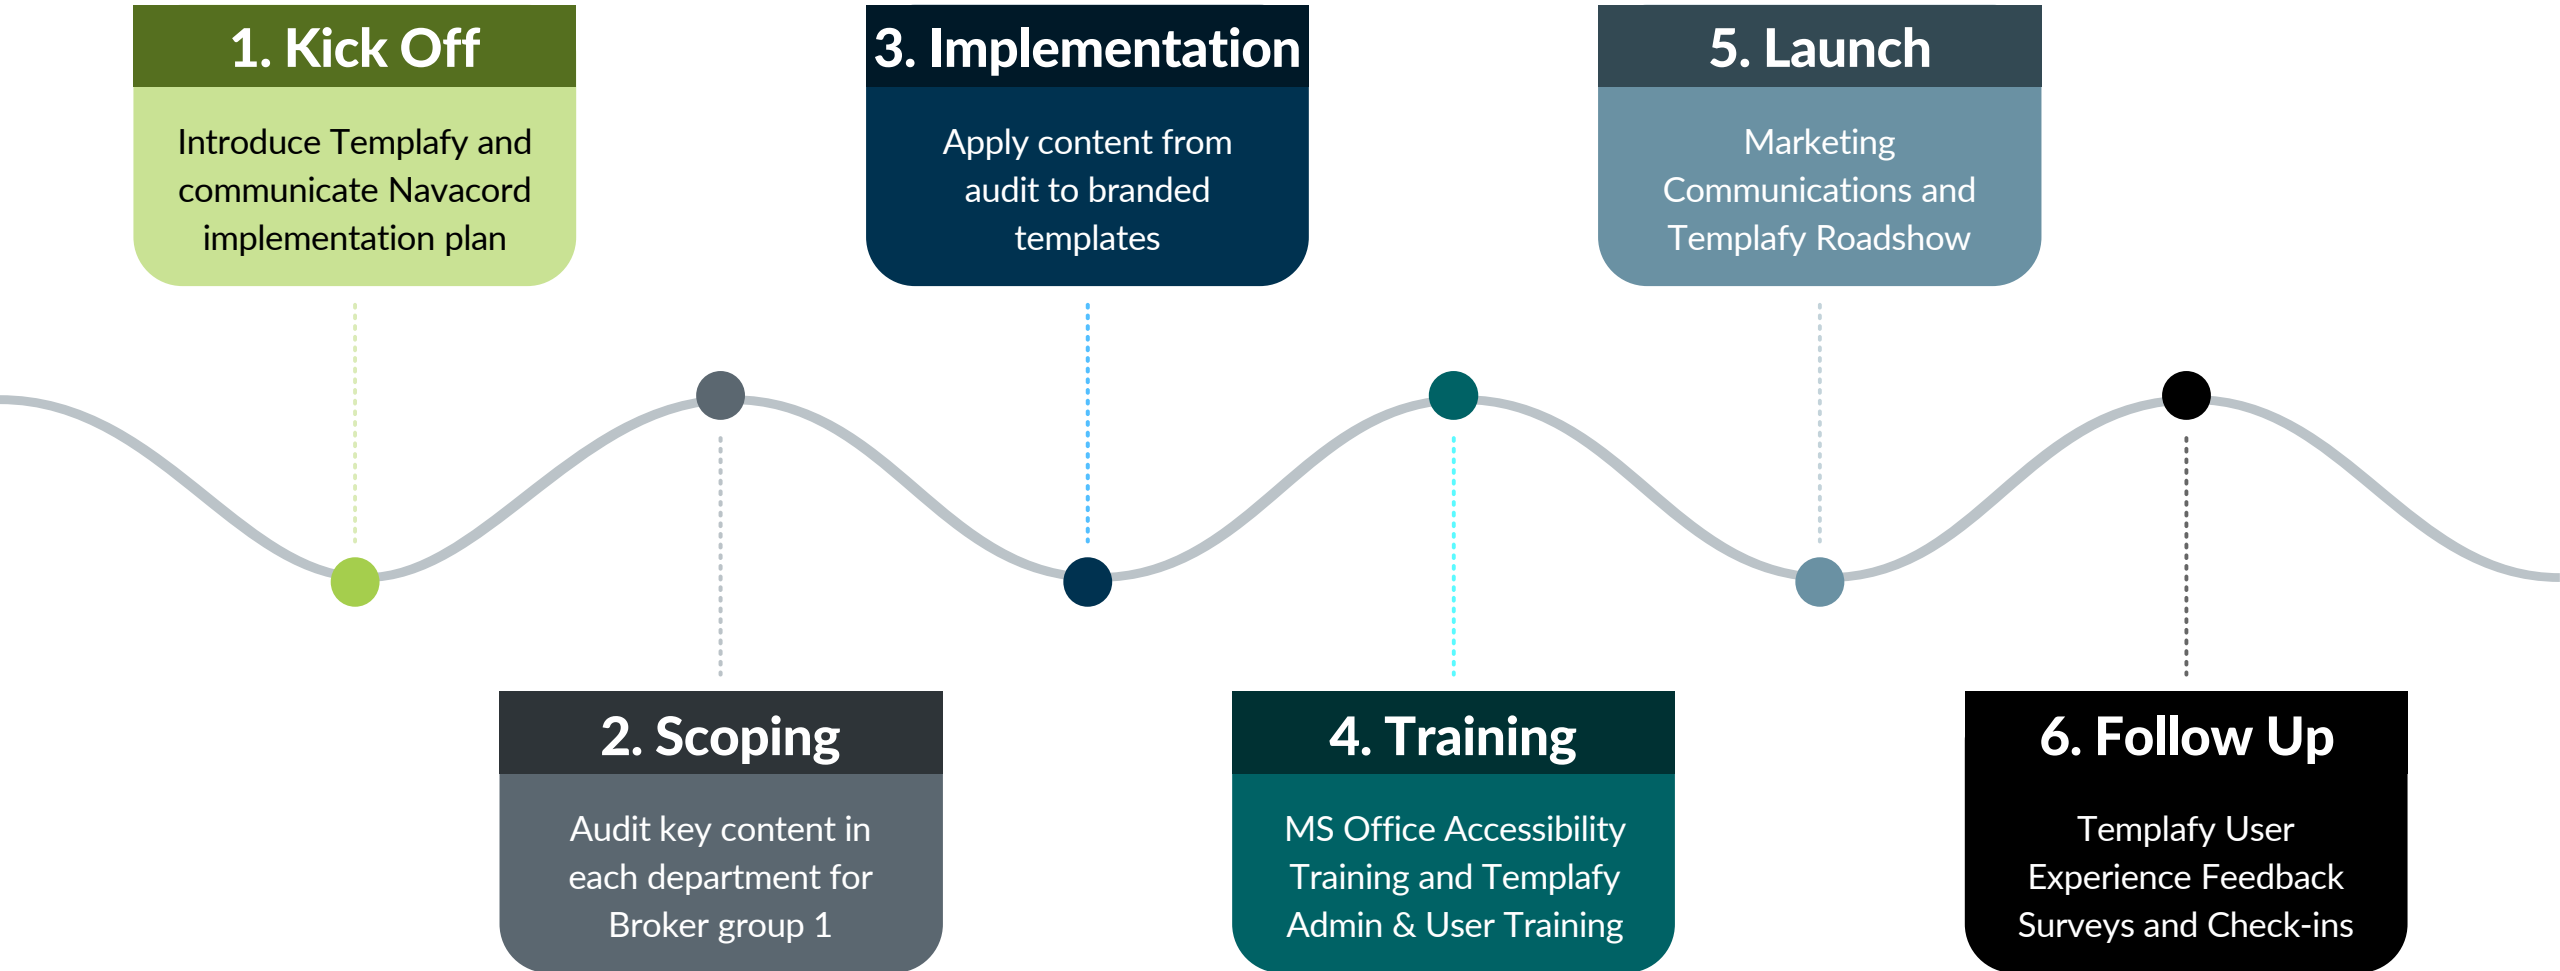 1. Kick Off
Introduce Templafy and
communicate Navacord
implementation plan
2. Scoping
Audit key content in
each department for
Broker group 1
3. Implementation
Apply content from
audit to branded
templates
4. Training
MS Office Accessibility
Training and Templafy
Admin & User Training
5. Launch
Marketing
Communications and
Templafy Roadshow
6. Follow Up
Templafy User
Experience Feedback
Surveys and Check-ins